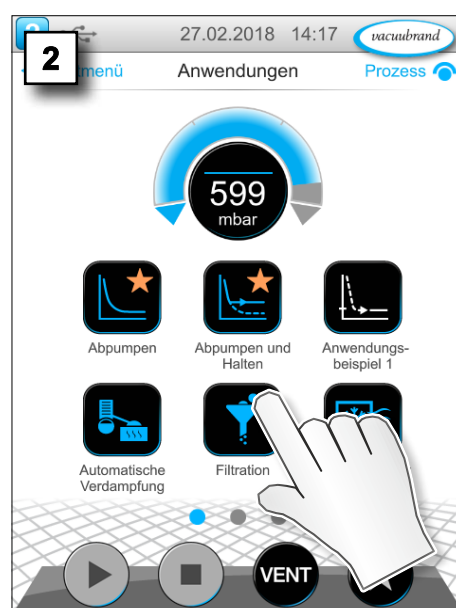 27.02.2018 14:17
vacuubrand
2
Anwendungen
Prozess
599
mbar
Abpumpen
Abpumpen und
Halten
Anwendungs-
beispiel 1
Automatische
Verdampfung
Filtration
VENT